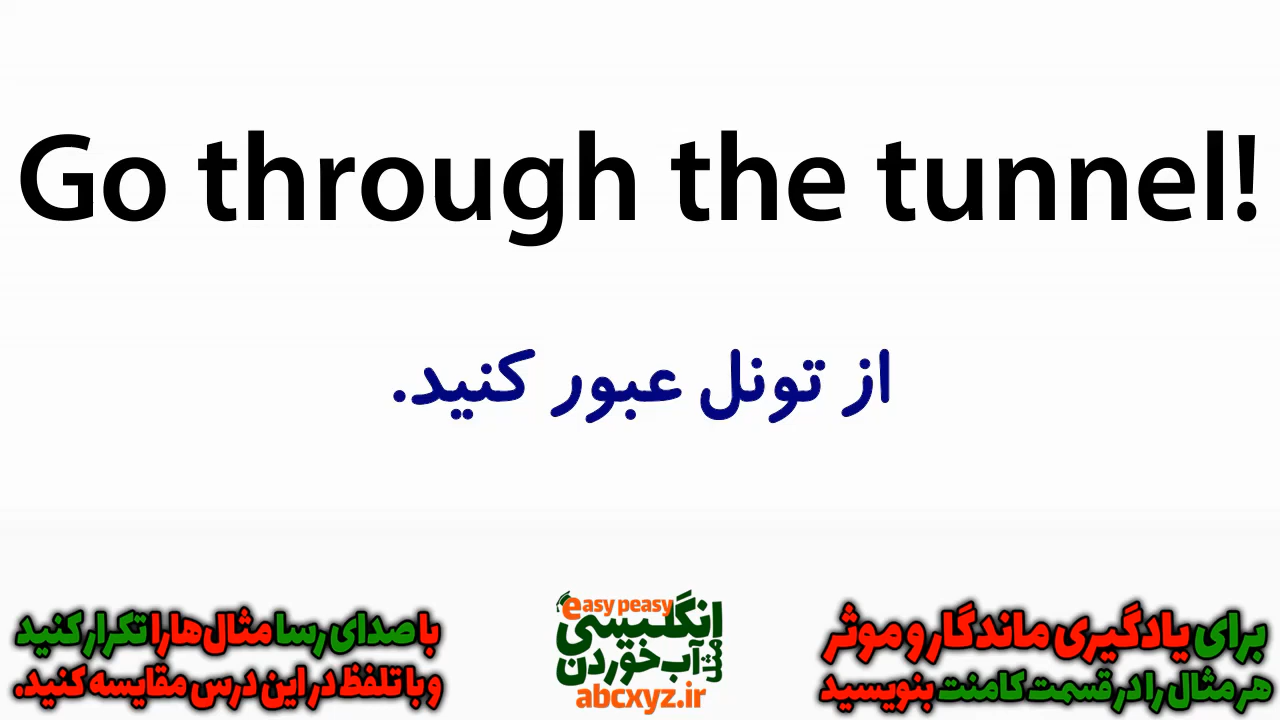 Go through the tunnel!
از تونل عبور کنید.
برای یادگیری ماندگار و موثر
هر مثال را در قسمت کامنت بنویسید
easy peasy
انگلیسی
مثل
آب خوردن
abcxyz.ir
با صدای رسا مثال‌ها را تکرار کنید
و با تلفظ در این درس مقایسه کنید.